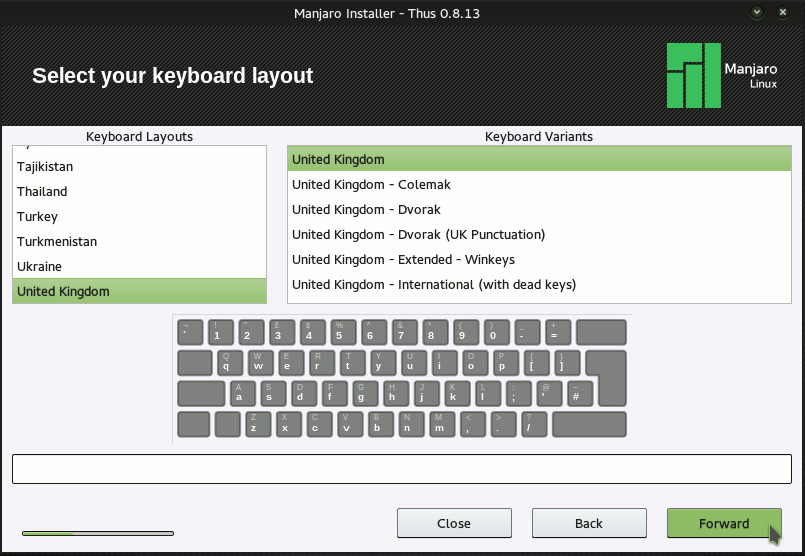 Manjaro Installer - Thus 0.8.13
Select your keyboard layout
Manjaro
Linux
Keyboard Layouts
Tajikistan
Thailand
Turkey
Turkmenistan
Ukraine
United Kingdom
Keyboard Variants
United Kingdom
United Kingdom - Colemak
United Kingdom - Dvorak
United Kingdom - Dvorak (UK Punctuation)
United Kingdom - Extended - Winkeys
United Kingdom - International (with dead keys)
¬ ! " £ $ % ^ & * ( ) _ +
` 1 2 3 4 5 6 7 8 9 0 - =
Q W E R T Y U I O P { }
q w e r t y u i o p [ ]
A S D F G H J K L : @ ~
a s d f g h j k l ; ' #
Z X C V B N M < > ?
z x c v b n m , . /
Close
Back
Forward